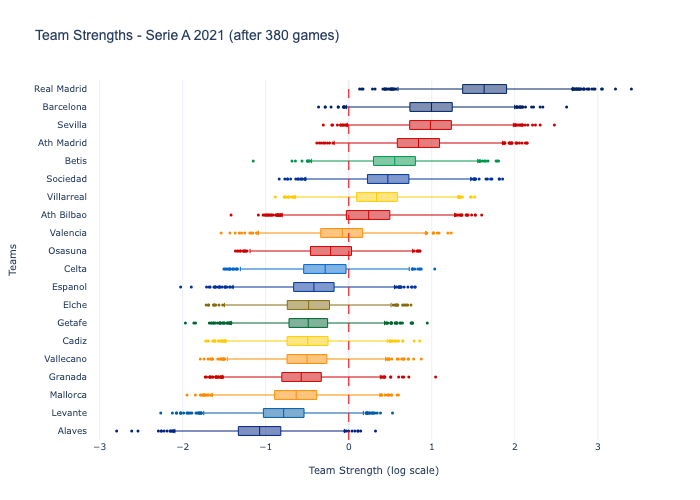 Team Strengths - Serie A 2021 (after 380 games)
Real Madrid
Barcelona
Sevilla
Ath Madrid
Betis
Sociedad
Villarreal
Ath Bilbao
Valencia
Osasuna
Celta
Espanol
Elche
Getafe
Cadiz
Vallecano
Granada
Mallorca
Levante
Alaves
Teams
−3 −2 −1 0 1 2 3
Team Strength (log scale)